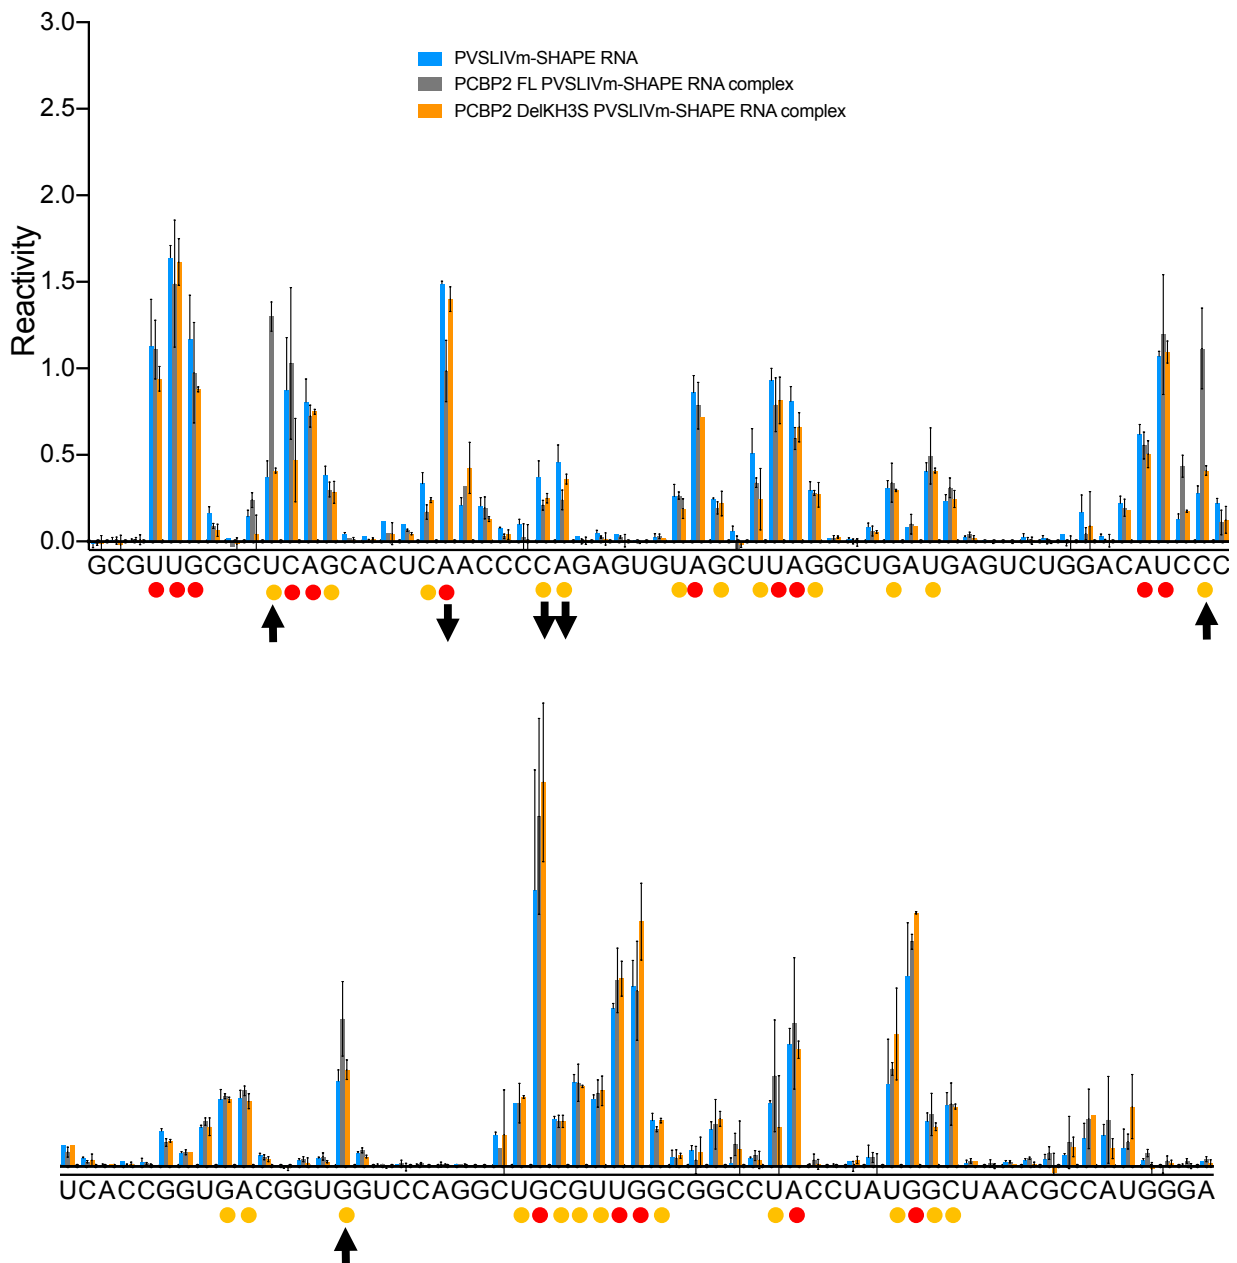 3.0
2.5
2.0
1.5
1.0
0.5
0.0
Reactivity
PVSLIVm-SHAPE RNA
PCBP2 FL PVSLIVm-SHAPE RNA complex
PCBP2 DelKH3S PVSLIVm-SHAPE RNA complex
GCGUUGCGCUCAGCACUCAACCCCAGAGUGUAGCUUAGGCUGAUGAGUCUGGACAUCCCC
UCACCGGUGACGGUGGUCCAGGCUGCGUUGGCGGCCUACCUAUGGCUAACGCCAUGGGA